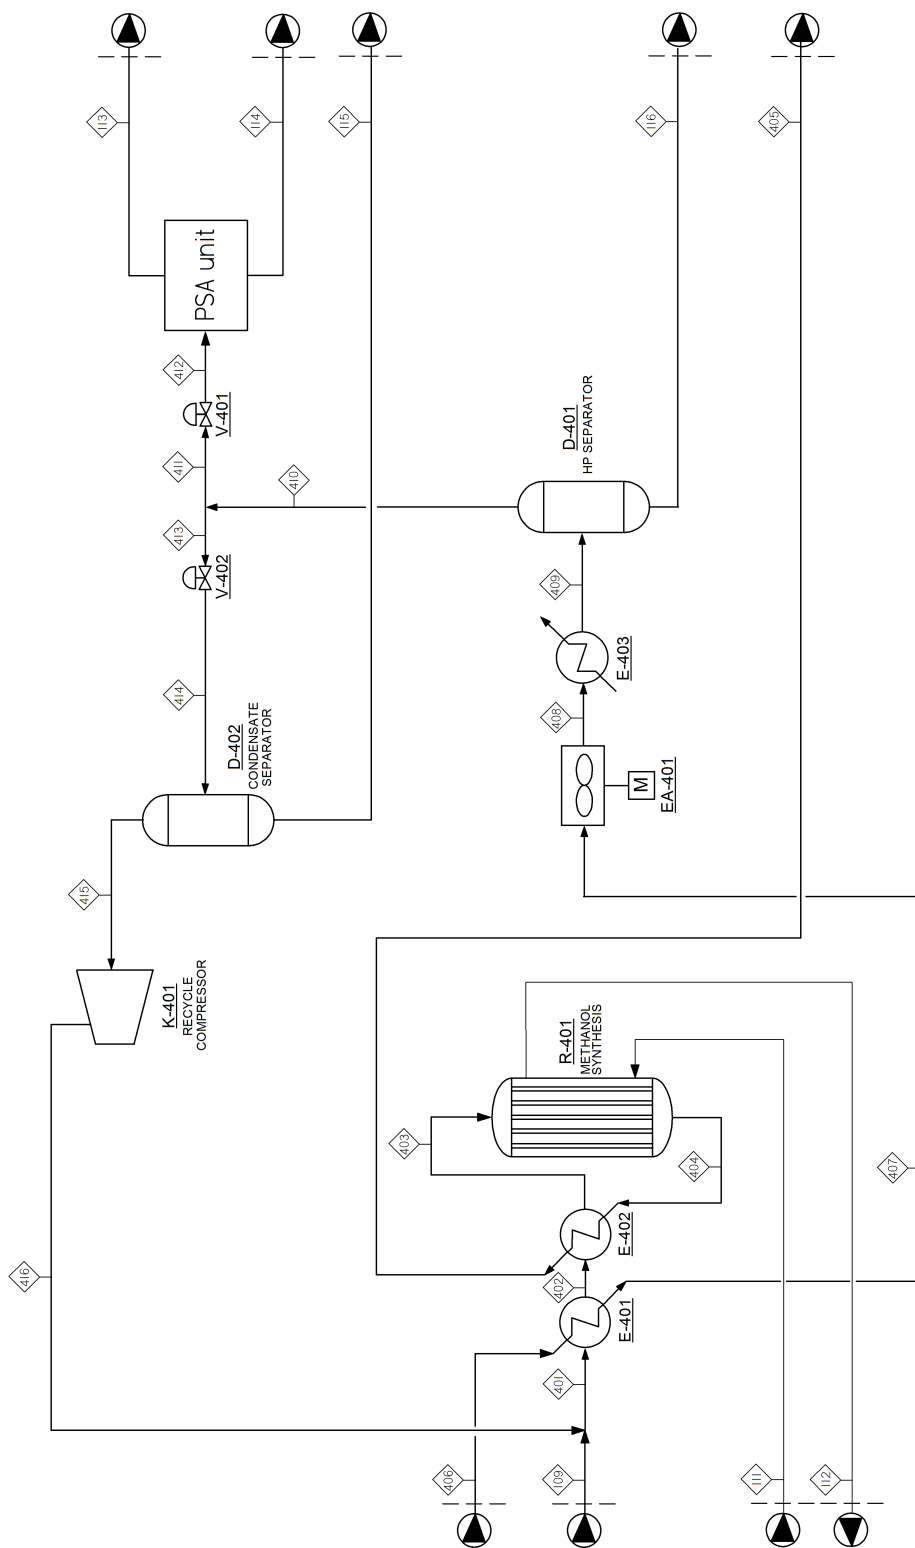 113
114
115
116
405
PSA unit
412
V-401
411
410
413
V-402
414
D-401
HP SEPARATOR
409
E-403
408
M
EA-401
D-402
CONDENSATE
SEPARATOR
415
K-401
RECYCLE
COMPRESSOR
416
R-401
METHANOL
SYNTHESIS
403
404
407
E-402
402
E-401
401
406
109
111
112